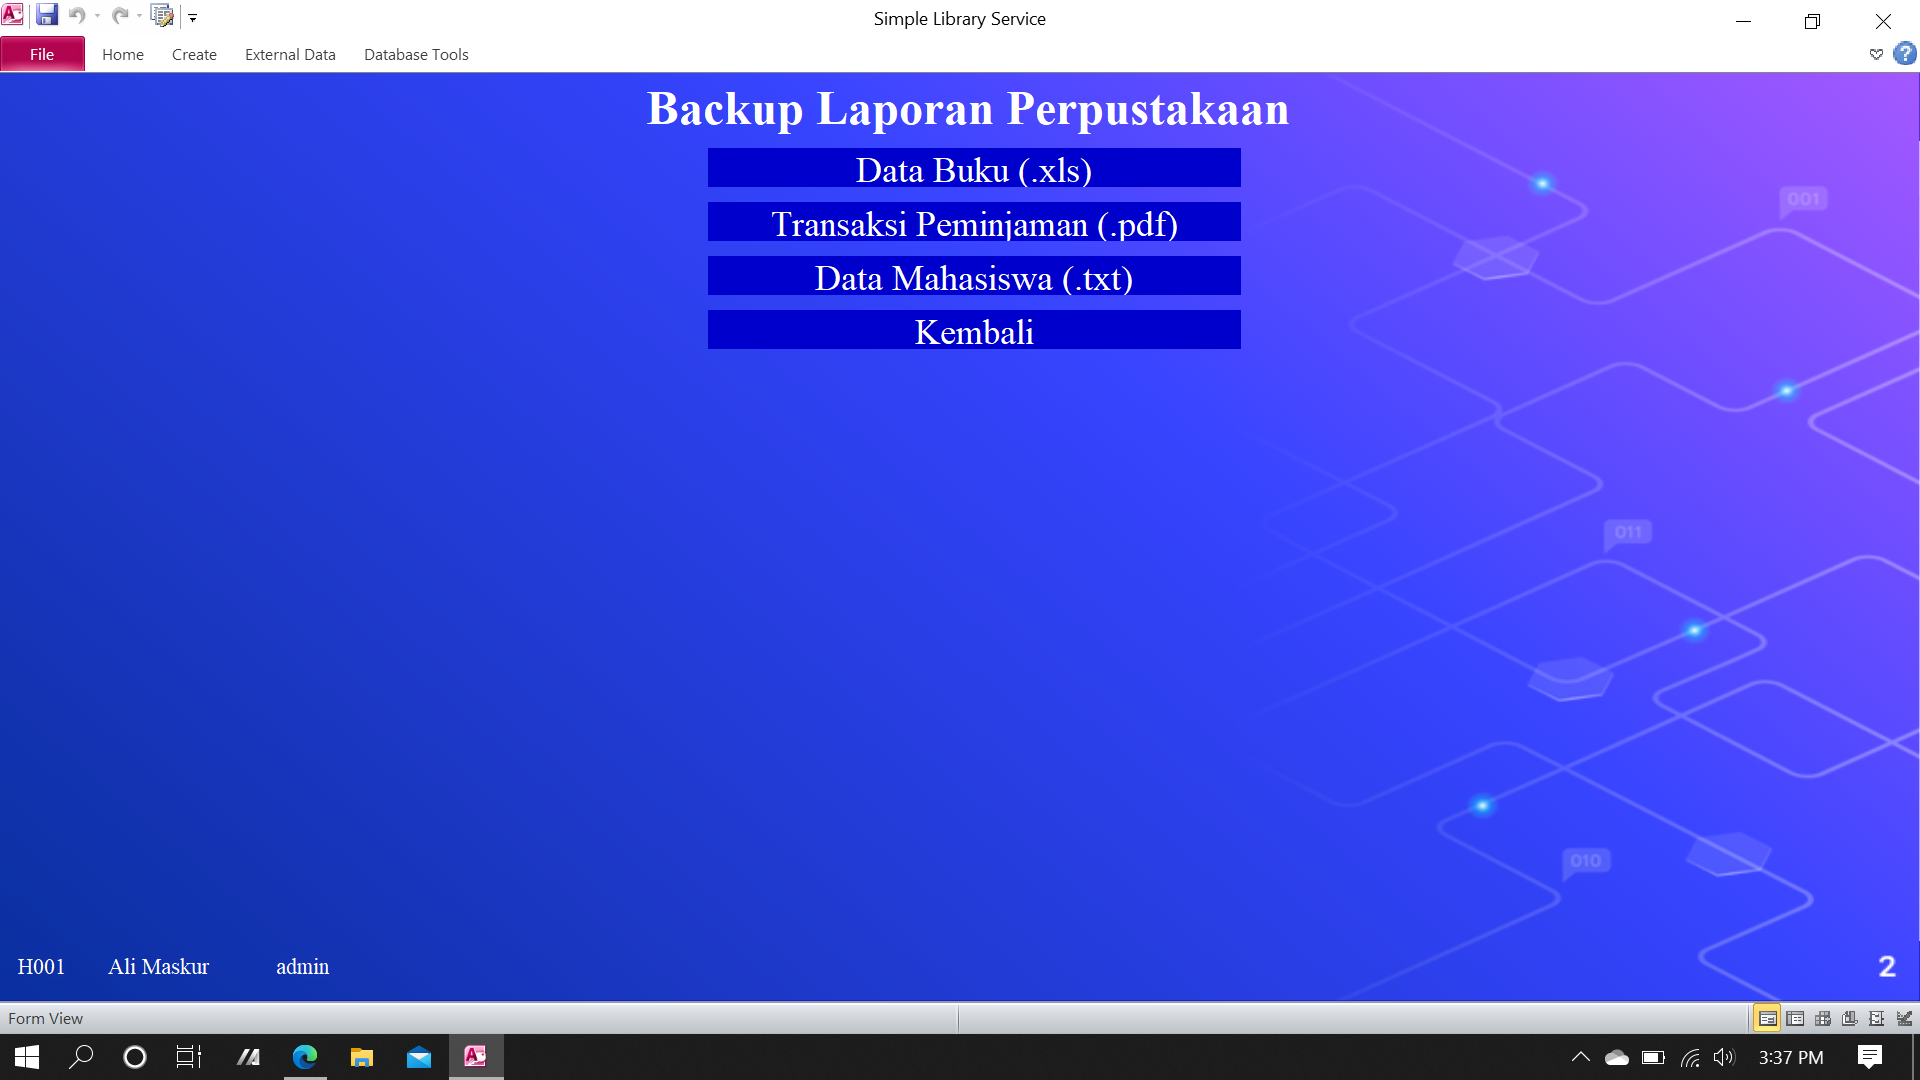 Simple Library Service
File Home Create External Data Database Tools
Backup Laporan Perpustakaan
Data Buku (.xls)
Transaksi Peminjaman (.pdf)
Data Mahasiswa (.txt)
Kembali
001
011
010
H001 Ali Maskur admin
2
Form View
3:37 PM